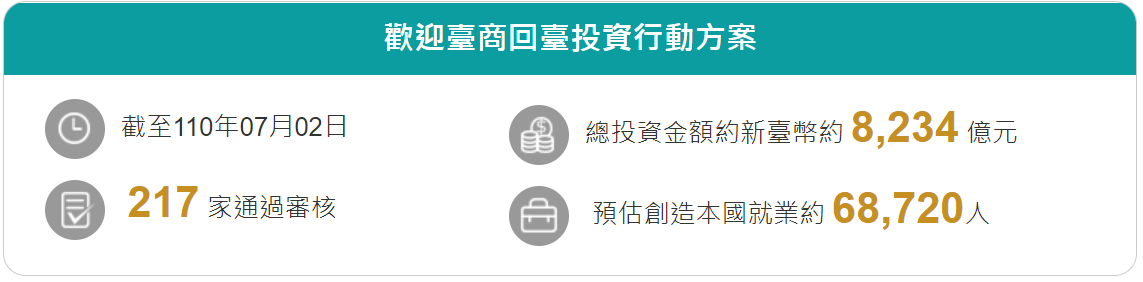 歡迎臺商回臺投資行動方案
截至110年07月02日
總投資金額約新臺幣約 8,234 億元
217 家通過審核
預估創造本國就業約 68,720人